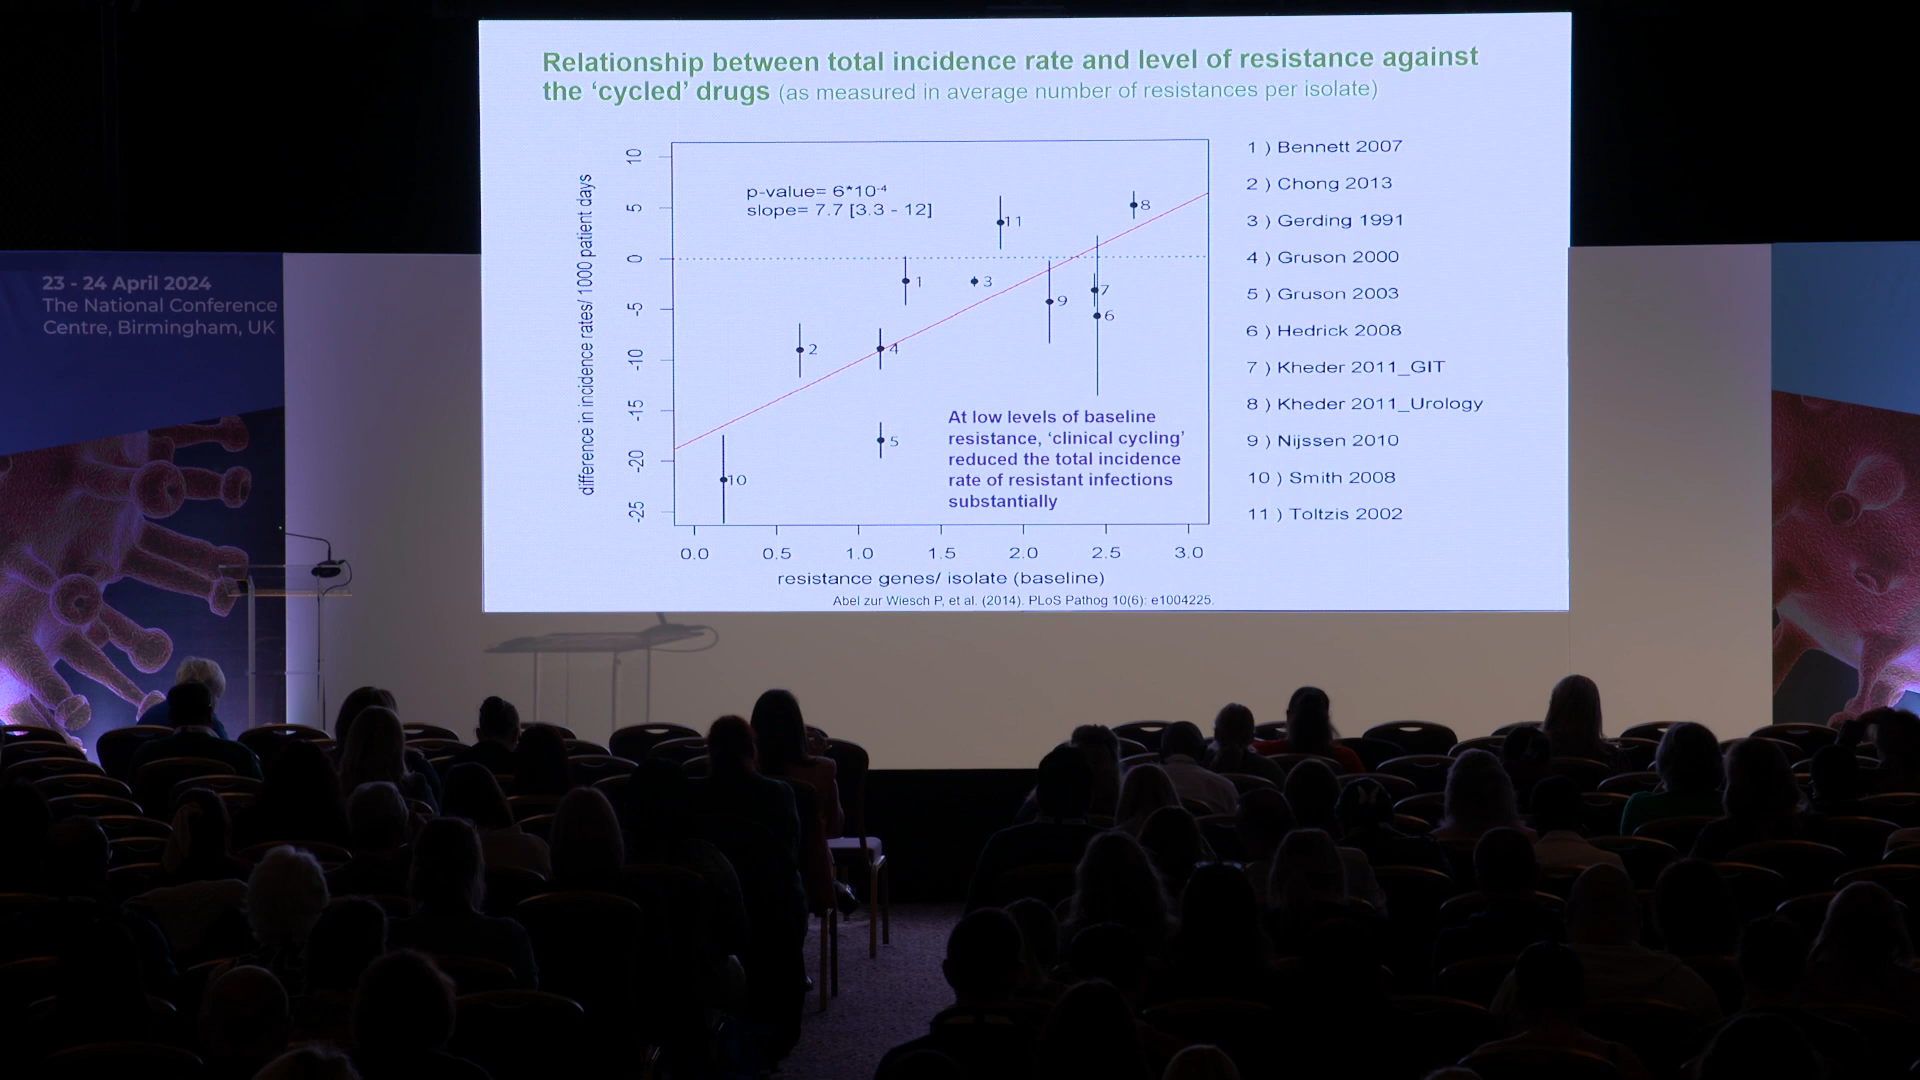 Relationship between total incidence rate and level of resistance against
the ‘cycled’ drugs (as measured in average number of resistances per isolate)
23 - 24 April 2024
The National Conference
Centre, Birmingham, UK
difference in incidence rates/ 1000 patient days
10
5
0
-5
-10
-15
-20
-25
p-value= 6*10-4
slope= 7.7 [3.3 - 12]
8
11
1
3
7
9
6
2
4
5
10
At low levels of baseline
resistance, ‘clinical cycling’
reduced the total incidence
rate of resistant infections
substantially
0.0 0.5 1.0 1.5 2.0 2.5 3.0
resistance genes/ isolate (baseline)
1 ) Bennett 2007
2 ) Chong 2013
3 ) Gerding 1991
4 ) Gruson 2000
5 ) Gruson 2003
6 ) Hedrick 2008
7 ) Kheder 2011_GIT
8 ) Kheder 2011_Urology
9 ) Nijssen 2010
10 ) Smith 2008
11 ) Toltzis 2002
Abel zur Wiesch P, et al. (2014). PLoS Pathog 10(6): e1004225.